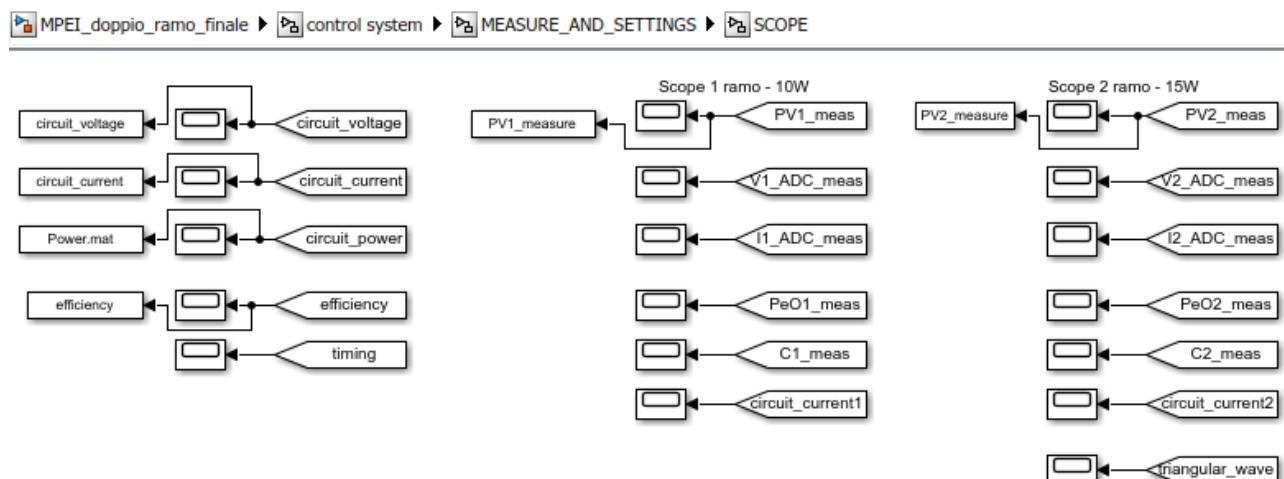 MPEI_doppio_ramo_finale control system MEASURE_AND_SETTINGS SCOPE
circuit_voltage circuit_voltage
circuit_current circuit_current
Power.mat circuit_power
efficiency efficiency
timing
Scope 1 ramo - 10W
PV1_measure PV1_meas
V1_ADC_meas
I1_ADC_meas
PeO1_meas
C1_meas
circuit_current1
Scope 2 ramo - 15W
PV2_measure PV2_meas
V2_ADC_meas
I2_ADC_meas
PeO2_meas
C2_meas
circuit_current2
triangular_wave